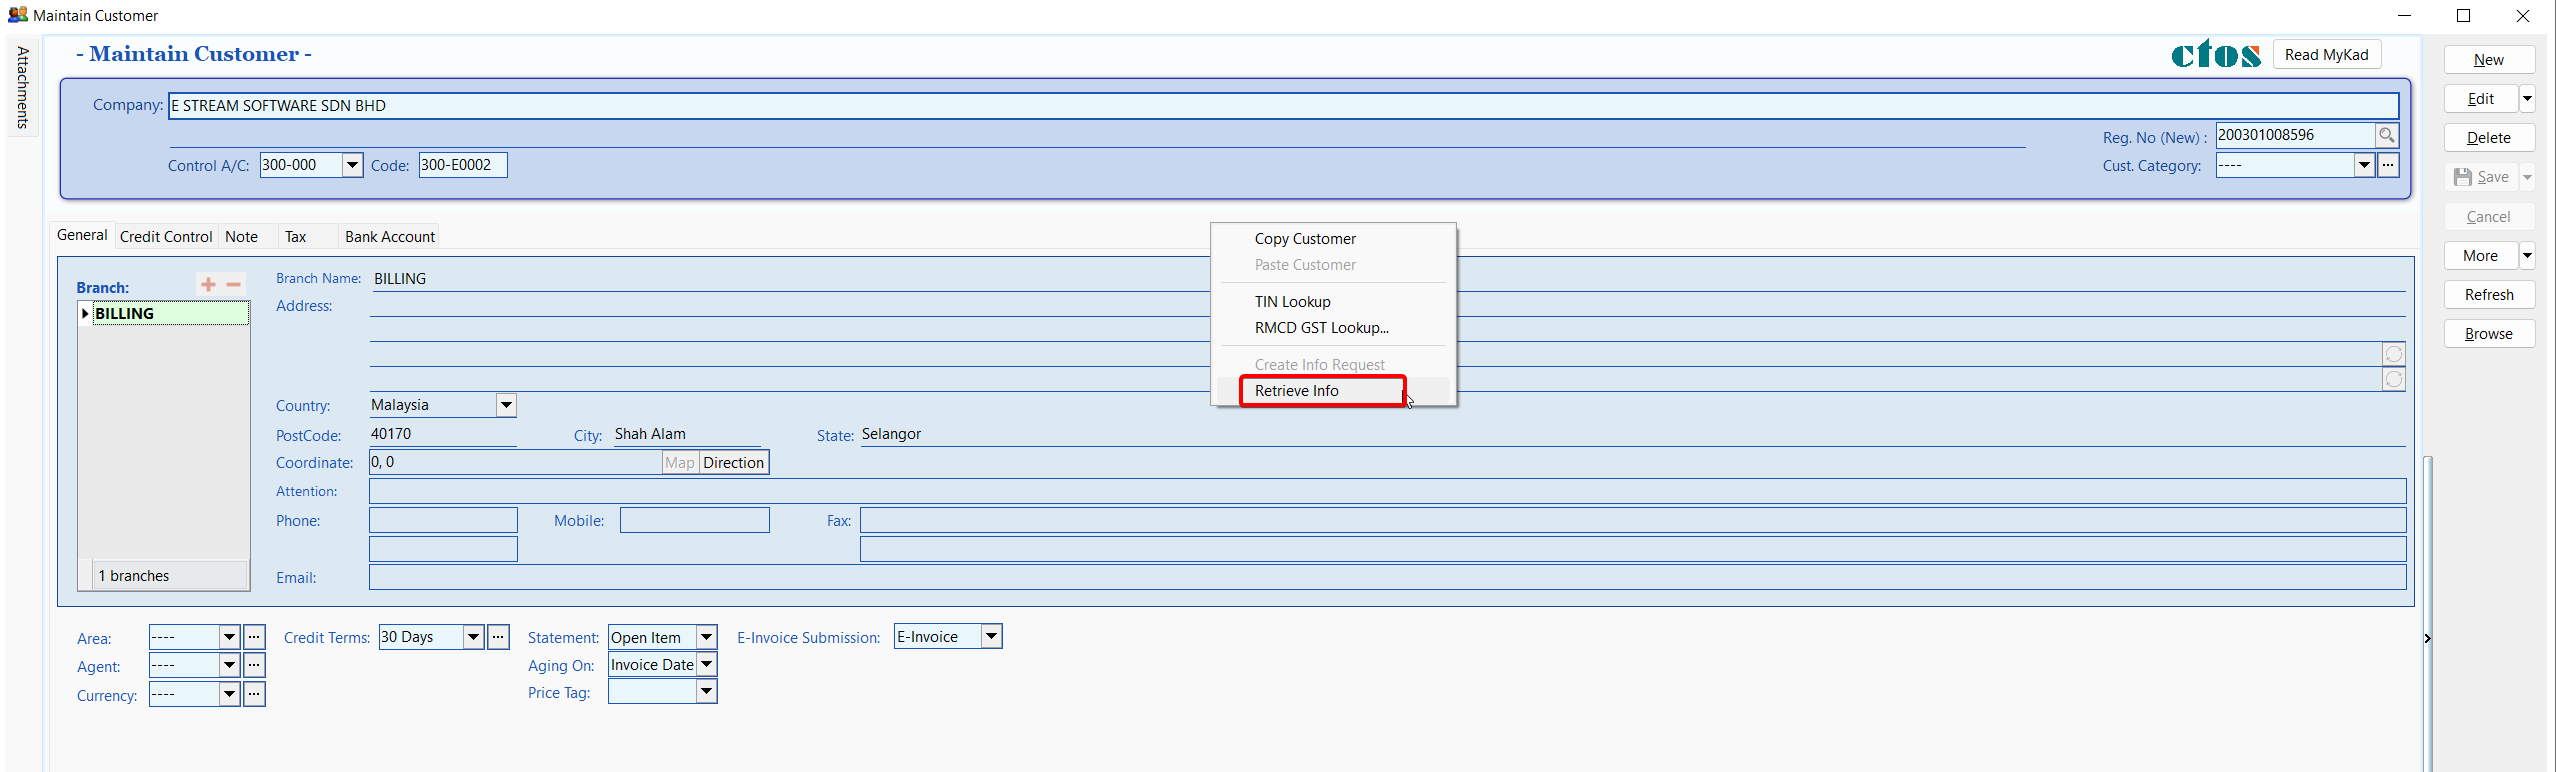 Maintain Customer
Attachments
- Maintain Customer -
ctos
Read MyKad
New
Company: E STREAM SOFTWARE SDN BHD
Edit
Reg. No (New) : 200301008596
Delete
Control A/C: 300-000 Code: 300-E0002
Cust. Category: ----
Save
Cancel
General Credit Control Note Tax Bank Account
Copy Customer
More
Paste Customer
Branch:
Branch Name: BILLING
Refresh
BILLING
Address:
TIN Lookup
RMCD GST Lookup...
Browse
Create Info Request
Retrieve Info
Country: Malaysia
PostCode: 40170 City: Shah Alam State: Selangor
Coordinate: 0, 0 Map Direction
Attention:
Phone: Mobile: Fax:
1 branches
Email:
Area: ---- Credit Terms: 30 Days Statement: Open Item E-Invoice Submission: E-Invoice
Agent: ---- Aging On: Invoice Date
Currency: ---- Price Tag: